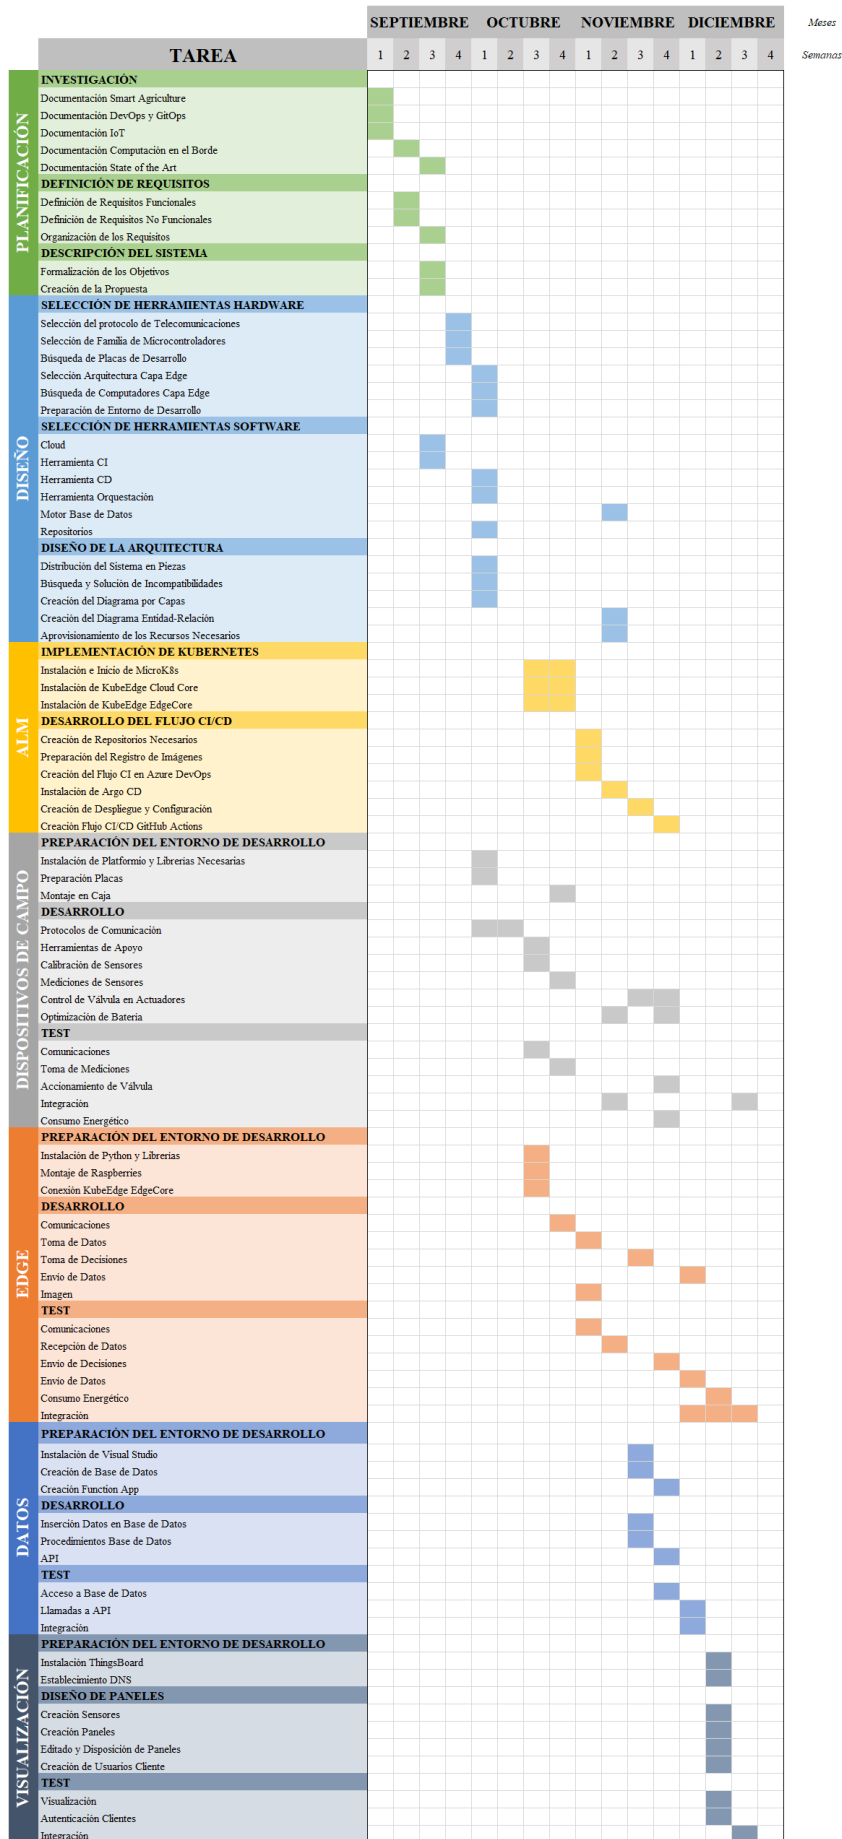 SEPTIEMBRE OCTUBRE NOVIEMBRE DICIEMBRE Meses
TAREA 1 2 3 4 1 2 3 4 1 2 3 4 1 2 3 4 Semanas
PLANIFICACIÓN
INVESTIGACIÓN
Documentación Smart Agriculture
Documentación DevOps y GitOps
Documentación IoT
Documentación Computación en el Borde
Documentación State of the Art
DEFINICIÓN DE REQUISITOS
Definición de Requisitos Funcionales
Definición de Requisitos No Funcionales
Organización de los Requisitos
DESCRIPCIÓN DEL SISTEMA
Formalización de los Objetivos
Creación de la Propuesta
DISEÑO
SELECCIÓN DE HERRAMIENTAS HARDWARE
Selección del protocolo de Telecomunicaciones
Selección de Familia de Microcontroladores
Búsqueda de Placas de Desarrollo
Selección Arquitectura Capa Edge
Búsqueda de Computadores Capa Edge
Preparación de Entorno de Desarrollo
SELECCIÓN DE HERRAMIENTAS SOFTWARE
Cloud
Herramienta CI
Herramienta CD
Herramienta Orquestación
Motor Base de Datos
Repositorios
DISEÑO DE LA ARQUITECTURA
Distribución del Sistema en Piezas
Búsqueda y Solución de Incompatibilidades
Creación del Diagrama por Capas
Creación del Diagrama Entidad-Relación
Aprovisionamiento de los Recursos Necesarios
ALM
IMPLEMENTACIÓN DE KUBERNETES
Instalación e Inicio de MicroK8s
Instalación de KubeEdge Cloud Core
Instalación de KubeEdge EdgeCore
DESARROLLO DEL FLUJO CI/CD
Creación de Repositorios Necesarios
Preparación del Registro de Imágenes
Creación del Flujo CI en Azure DevOps
Instalación de Argo CD
Creación de Despliegue y Configuración
Creación Flujo CI/CD GitHub Actions
DISPOSITIVOS DE CAMPO
PREPARACIÓN DEL ENTORNO DE DESARROLLO
Instalación de Platformio y Librerías Necesarias
Preparación Placas
Montaje en Caja
DESARROLLO
Protocolos de Comunicación
Herramientas de Apoyo
Calibración de Sensores
Mediciones de Sensores
Control de Válvula en Actuadores
Optimización de Batería
TEST
Comunicaciones
Toma de Mediciones
Accionamiento de Válvula
Integración
Consumo Energético
EDGE
PREPARACIÓN DEL ENTORNO DE DESARROLLO
Instalación de Python y Librerías
Montaje de Raspberries
Conexión KubeEdge EdgeCore
DESARROLLO
Comunicaciones
Toma de Datos
Toma de Decisiones
Envío de Datos
Imagen
TEST
Comunicaciones
Recepción de Datos
Envío de Decisiones
Envío de Datos
Consumo Energético
Integración
DATOS
PREPARACIÓN DEL ENTORNO DE DESARROLLO
Instalación de Visual Studio
Creación de Base de Datos
Creación Function App
DESARROLLO
Inserción Datos en Base de Datos
Procedimientos Base de Datos
API
TEST
Acceso a Base de Datos
Llamadas a API
Integración
VISUALIZACIÓN
PREPARACIÓN DEL ENTORNO DE DESARROLLO
Instalación ThingsBoard
Establecimiento DNS
DISEÑO DE PANELES
Creación Sensores
Creación Paneles
Editado y Disposición de Paneles
Creación de Usuarios Cliente
TEST
Visualización
Autenticación Clientes
Integración